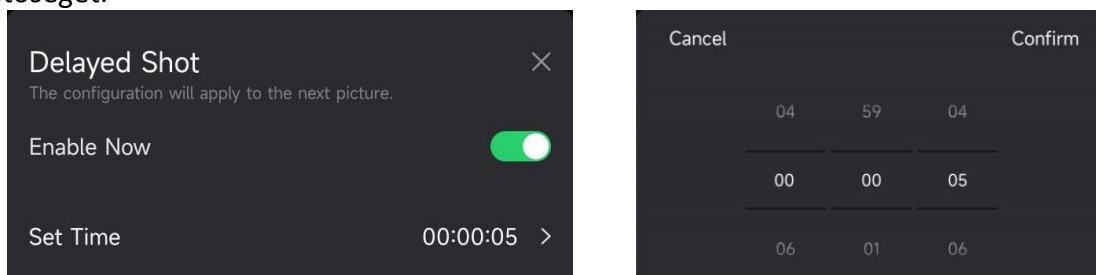 Delayed Shot
The configuration will apply to the next picture.
Enable Now
Set Time 00:00:05 >
Cancel Confirm
04 59 04
00 00 05
06 01 06